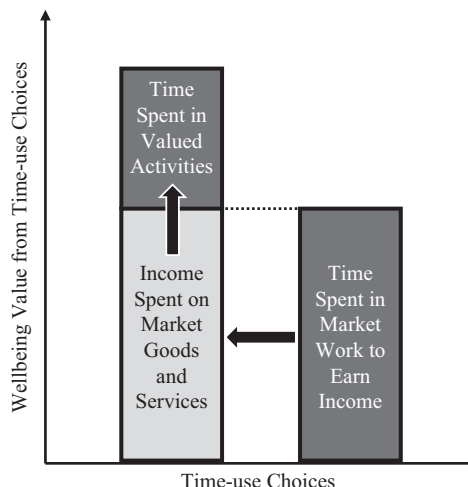 Wellbeing Value from Time-use Choices
Time
Spent in
Valued
Activities
Income
Spent on
Market
Goods
and
Services
Time
Spent in
Market
Work to
Earn
Income
Time-use Choices